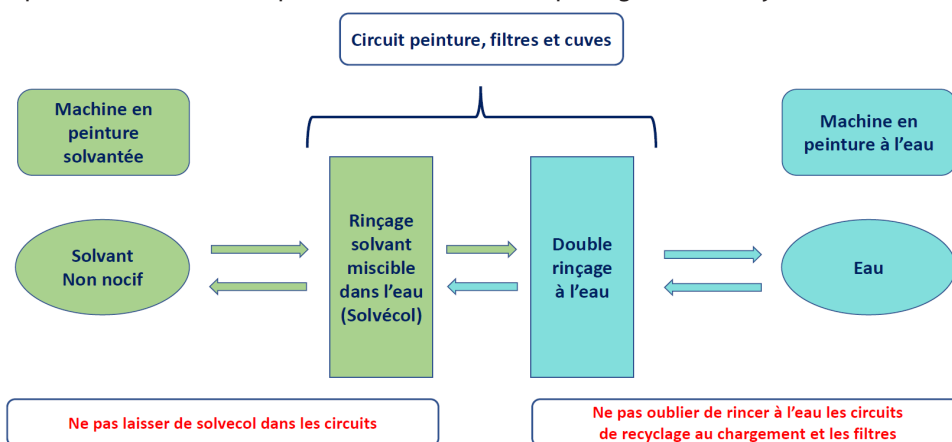 Circuit peinture, filtres et cuves
Machine en
peinture
solvantée
Machine en
peinture à l'eau
Solvant
Non nocif
Rinçage
solvant
miscible
dans l'eau
(Solvécol)
Double
rinçage
à l'eau
Eau
Ne pas laisser de solvecol dans les circuits
Ne pas oublier de rincer à l'eau les circuits
de recyclage au chargement et les filtres